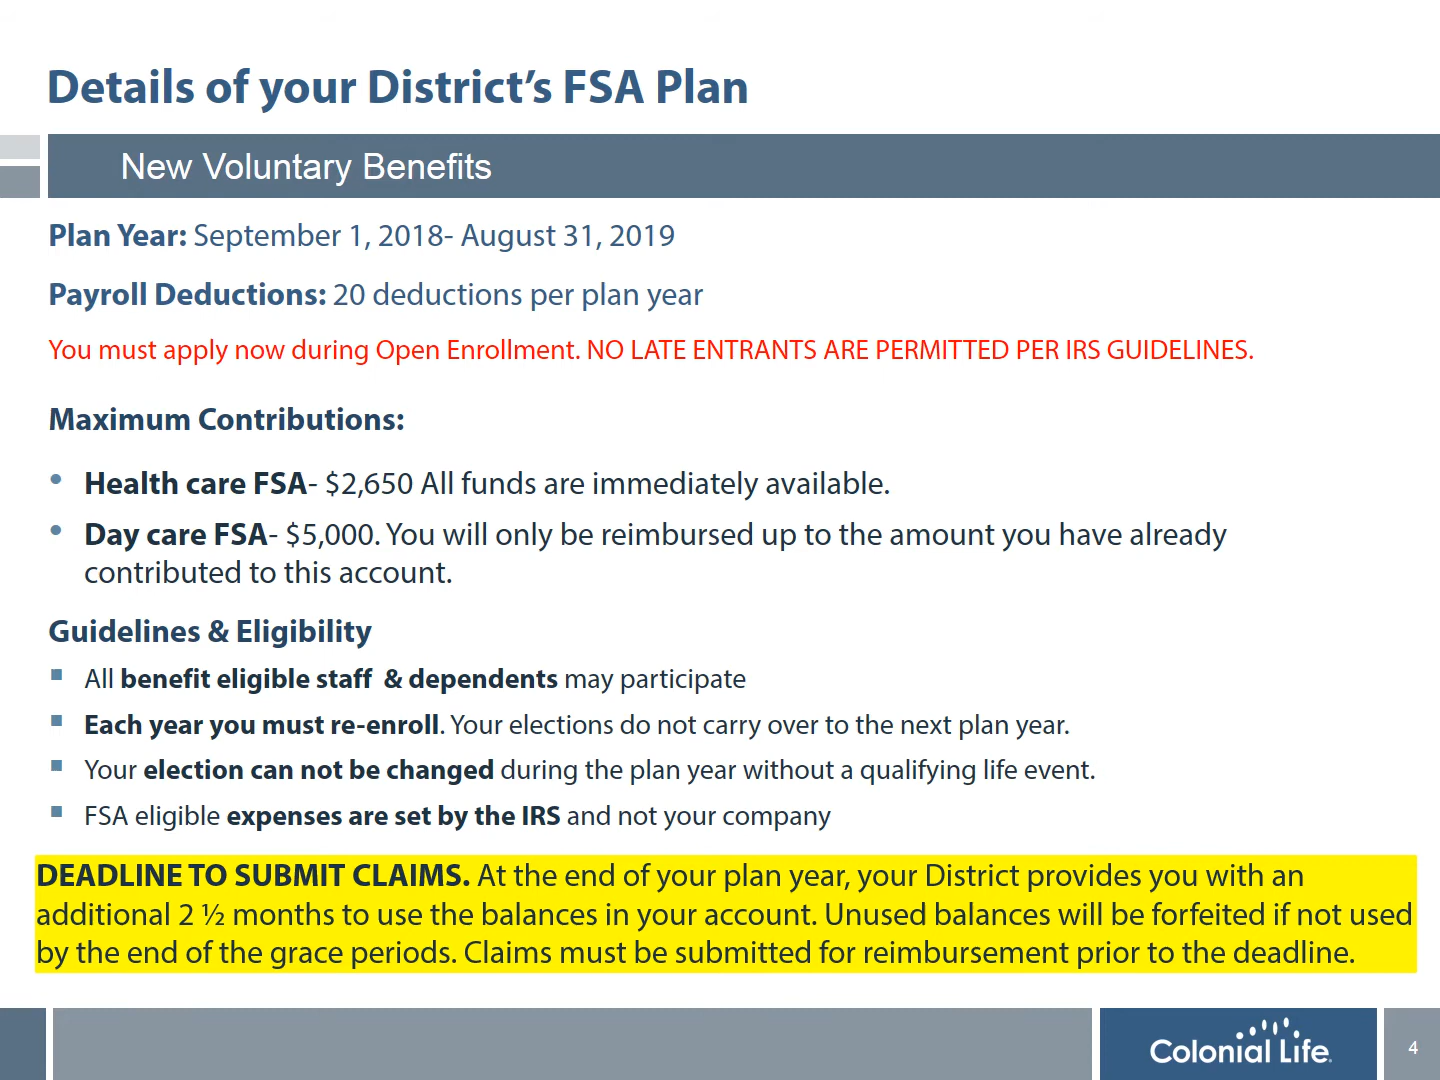 Details of your District’s FSA Plan
New Voluntary Benefits
Plan Year: September 1, 2018- August 31, 2019
Payroll Deductions: 20 deductions per plan year
You must apply now during Open Enrollment. NO LATE ENTRANTS ARE PERMITTED PER IRS GUIDELINES.
Maximum Contributions:
• Health care FSA- $2,650 All funds are immediately available.
• Day care FSA- $5,000. You will only be reimbursed up to the amount you have already
contributed to this account.
Guidelines & Eligibility
▪ All benefit eligible staff & dependents may participate
▪ Each year you must re-enroll. Your elections do not carry over to the next plan year.
▪ Your election can not be changed during the plan year without a qualifying life event.
▪ FSA eligible expenses are set by the IRS and not your company
DEADLINE TO SUBMIT CLAIMS. At the end of your plan year, your District provides you with an
additional 2 ½ months to use the balances in your account. Unused balances will be forfeited if not used
by the end of the grace periods. Claims must be submitted for reimbursement prior to the deadline.
Colonial Life.
4